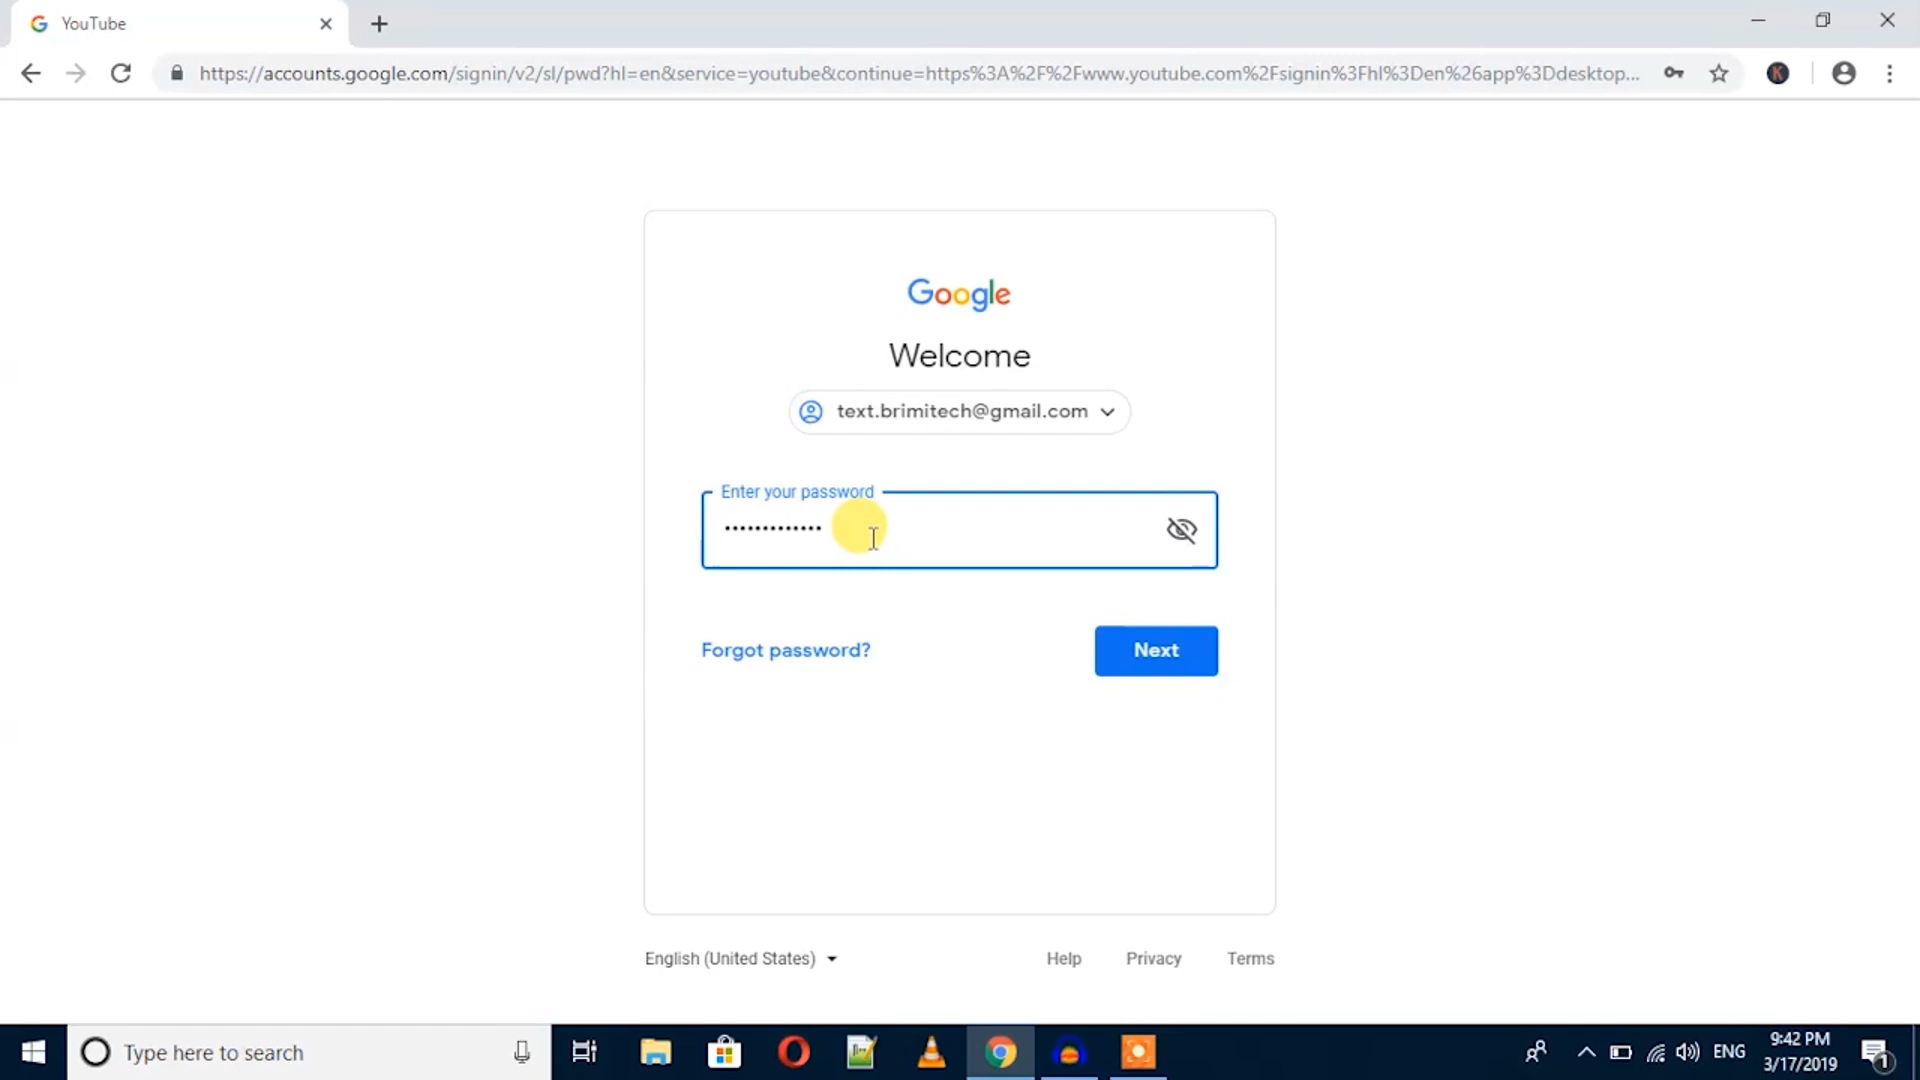 YouTube
https://accounts.google.com/signin/v2/sl/pwd?hl=en&service=youtube&continue=https%3A%2F%2Fwww.youtube.com%2Fsignin%3Fhl%3Den%26app%3Ddesktop...
K
Google
Welcome
text.brimitech@gmail.com
Enter your password
•••••••••••••
Forgot password?
Next
English (United States)
Help
Privacy
Terms
Type here to search
ENG
9:42 PM
3/17/2019
1